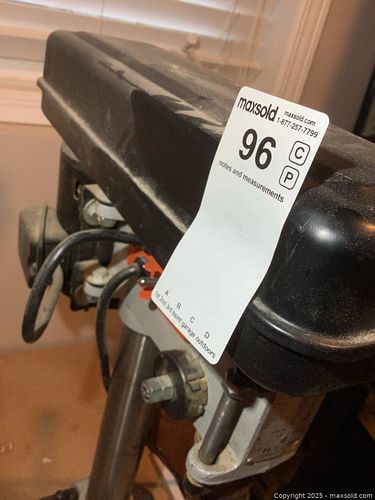 maxsold maxsold.com
1-877-257-7799
96 C
P
notes and measurements
A B C D
1st 2nd 3rd bsmt garage outdoors
Copyright 2025 - maxsold.com